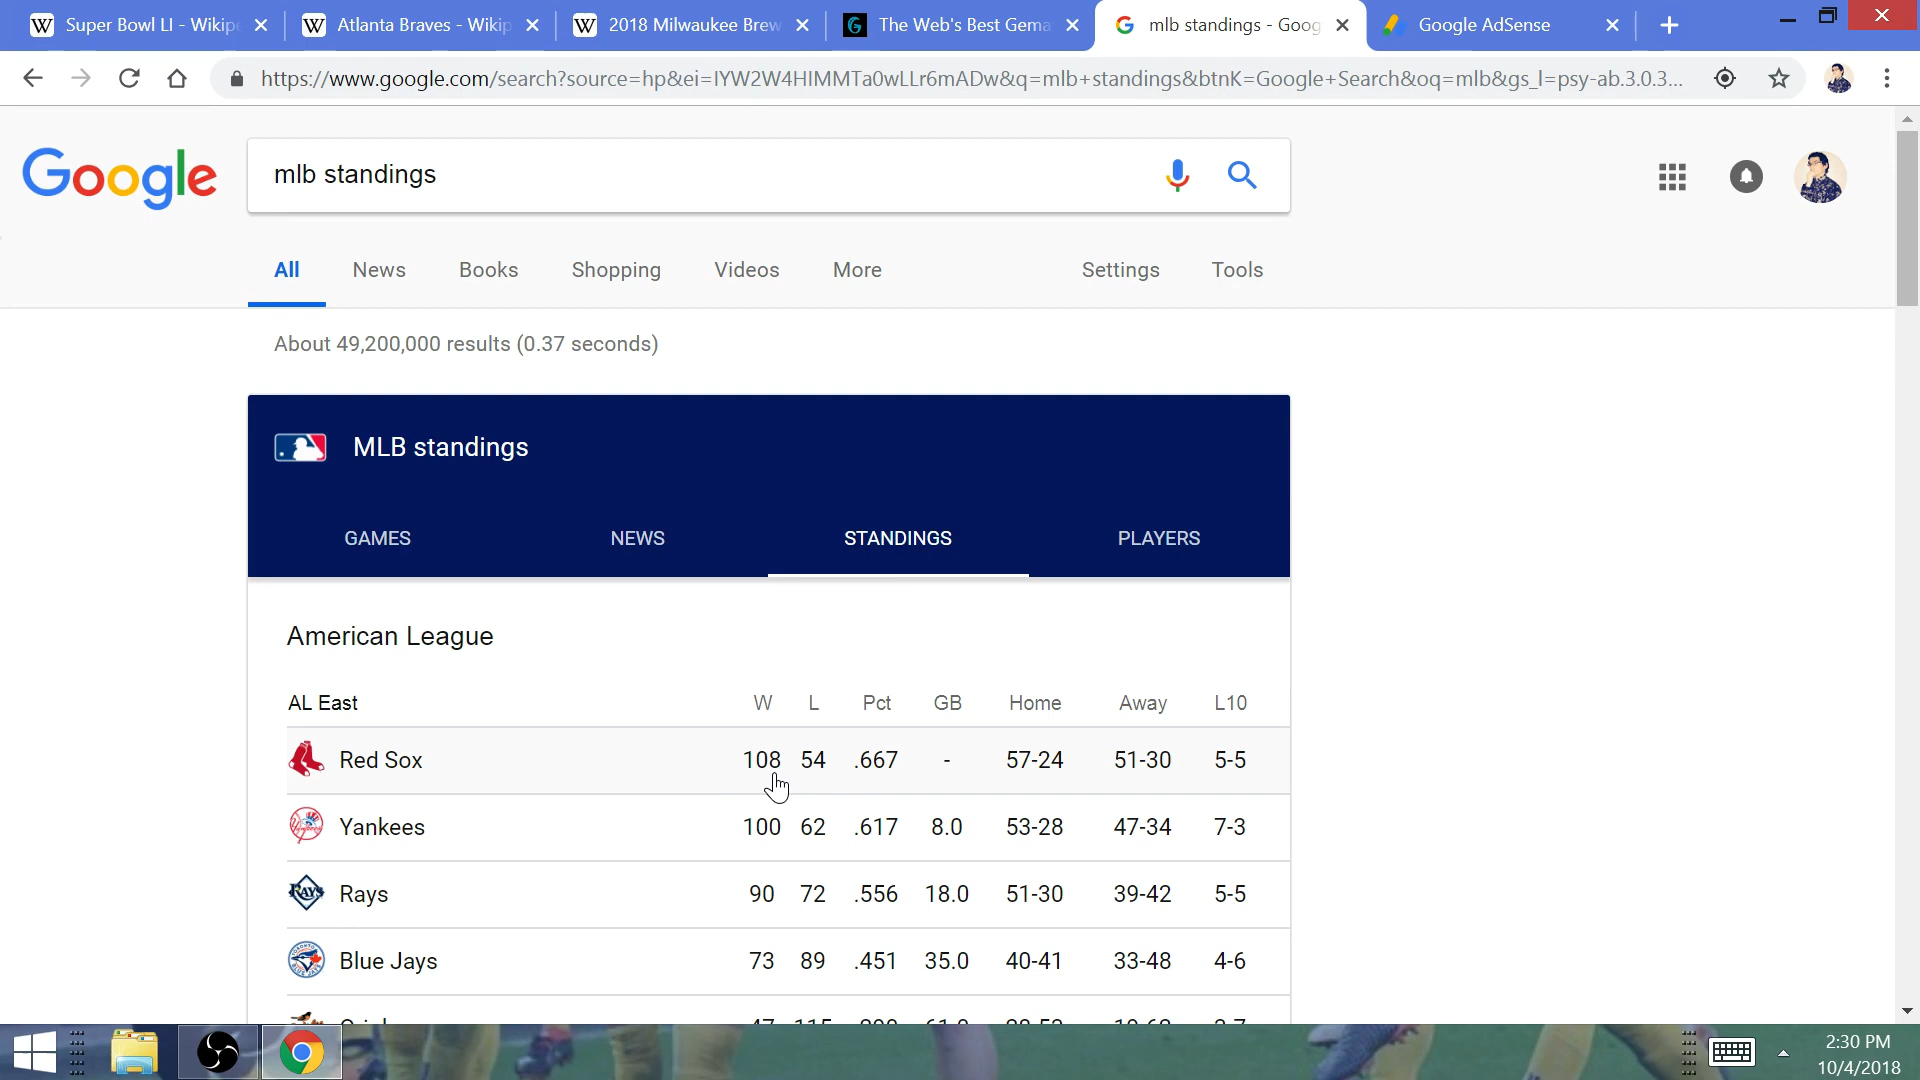 Super Bowl LI - Wikip
Atlanta Braves - Wikip
2018 Milwaukee Brew
The Web's Best Gema
mlb standings - Goog
Google AdSense
https://www.google.com/search?source=hp&ei=IYW2W4HIMMTa0wLLr6mADw&q=mlb+standings&btnK=Google+Search&oq=mlb&gs_l=psy-ab.3.0.3...
Google
mlb standings
All News Books Shopping Videos More Settings Tools
About 49,200,000 results (0.37 seconds)
MLB standings
GAMES NEWS STANDINGS PLAYERS
American League
AL East W L Pct GB Home Away L10
Red Sox 108 54 .667 - 57-24 51-30 5-5
Yankees 100 62 .617 8.0 53-28 47-34 7-3
Rays 90 72 .556 18.0 51-30 39-42 5-5
Blue Jays 73 89 .451 35.0 40-41 33-48 4-6
2:30 PM
10/4/2018